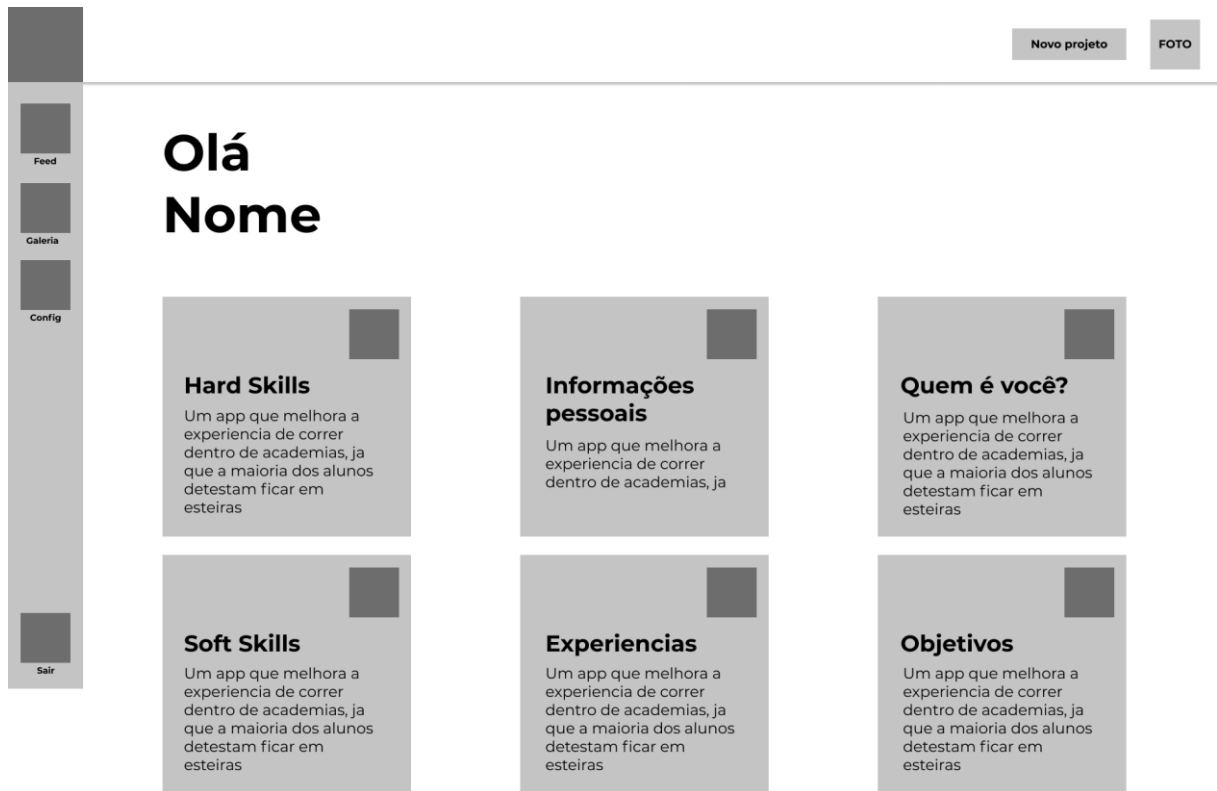 Novo projeto
FOTO
Feed
Galeria
Config
Sair
Olá
Nome
Hard Skills
Um app que melhora a
experiencia de correr
dentro de academias, ja
que a maioria dos alunos
detestam ficar em
esteiras
Informações
pessoais
Um app que melhora a
experiencia de correr
dentro de academias, ja
Quem é você?
Um app que melhora a
experiencia de correr
dentro de academias, ja
que a maioria dos alunos
detestam ficar em
esteiras
Soft Skills
Um app que melhora a
experiencia de correr
dentro de academias, ja
que a maioria dos alunos
detestam ficar em
esteiras
Experiencias
Um app que melhora a
experiencia de correr
dentro de academias, ja
que a maioria dos alunos
detestam ficar em
esteiras
Objetivos
Um app que melhora a
experiencia de correr
dentro de academias, ja
que a maioria dos alunos
detestam ficar em
esteiras